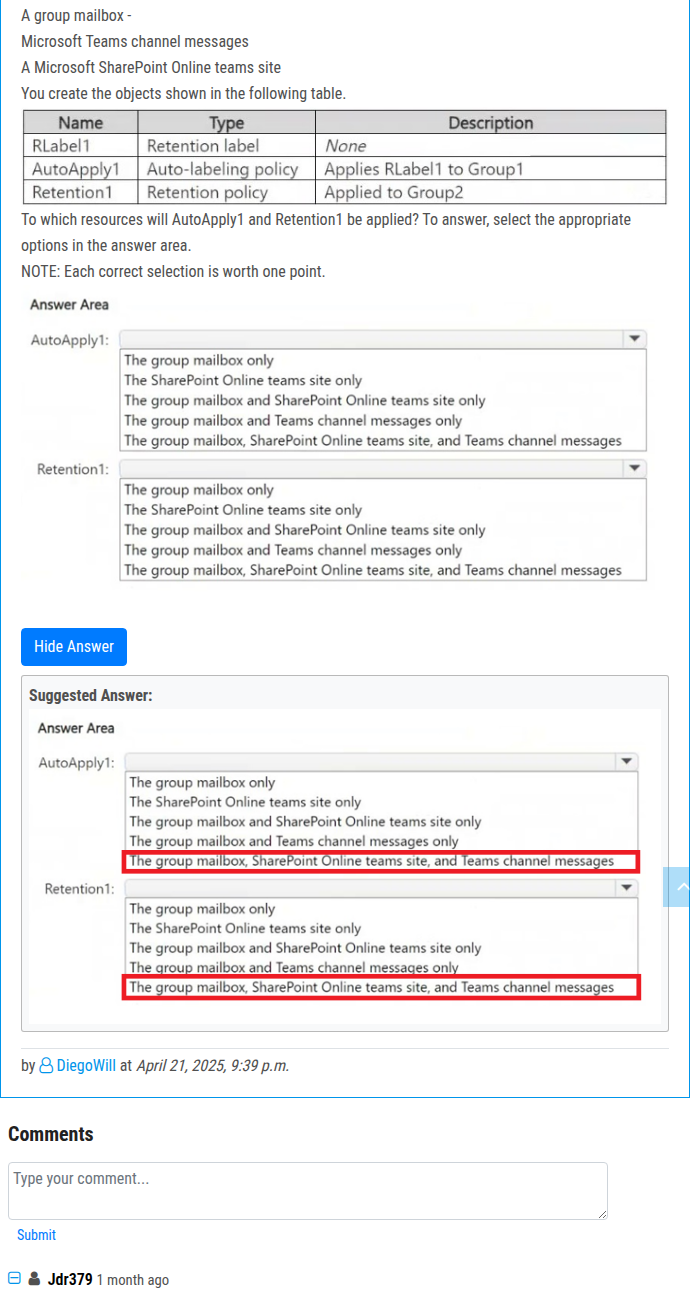 A group mailbox -
Microsoft Teams channel messages
A Microsoft SharePoint Online teams site
You create the objects shown in the following table.
Name Type Description
RLabel1 Retention label None
AutoApply1 Auto-labeling policy Applies RLabel1 to Group1
Retention1 Retention policy Applied to Group2
To which resources will AutoApply1 and Retention1 be applied? To answer, select the appropriate
options in the answer area.
NOTE: Each correct selection is worth one point.
Answer Area
AutoApply1:
The group mailbox only
The SharePoint Online teams site only
The group mailbox and SharePoint Online teams site only
The group mailbox and Teams channel messages only
The group mailbox, SharePoint Online teams site, and Teams channel messages
Retention1:
The group mailbox only
The SharePoint Online teams site only
The group mailbox and SharePoint Online teams site only
The group mailbox and Teams channel messages only
The group mailbox, SharePoint Online teams site, and Teams channel messages
Hide Answer
Suggested Answer:
Answer Area
AutoApply1:
The group mailbox only
The SharePoint Online teams site only
The group mailbox and SharePoint Online teams site only
The group mailbox and Teams channel messages only
The group mailbox, SharePoint Online teams site, and Teams channel messages
Retention1:
The group mailbox only
The SharePoint Online teams site only
The group mailbox and SharePoint Online teams site only
The group mailbox and Teams channel messages only
The group mailbox, SharePoint Online teams site, and Teams channel messages
by DiegoWill at April 21, 2025, 9:39 p.m.
Comments
Type your comment...
Submit
Jdr379 1 month ago